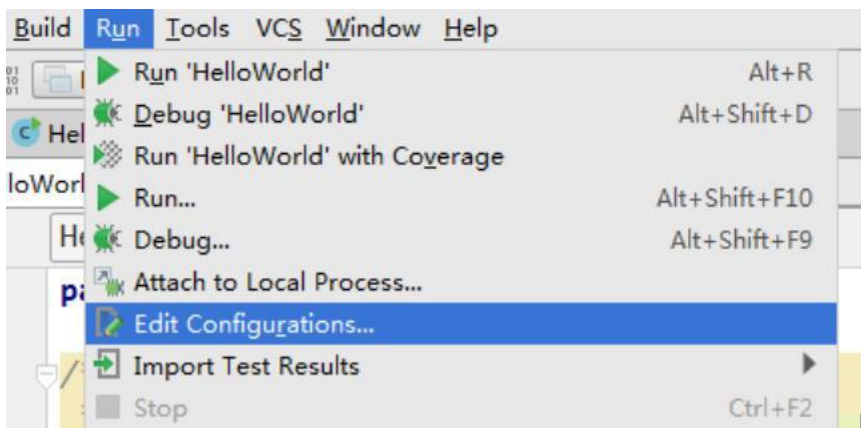 Build Run Tools VCS Window Help
Run 'HelloWorld' Alt+R
Debug 'HelloWorld' Alt+Shift+D
Hel
Run 'HelloWorld' with Coverage
loWorl
Run... Alt+Shift+F10
He
Debug... Alt+Shift+F9
Attach to Local Process...
pa
Edit Configurations...
Import Test Results
/*
Stop Ctrl+F2